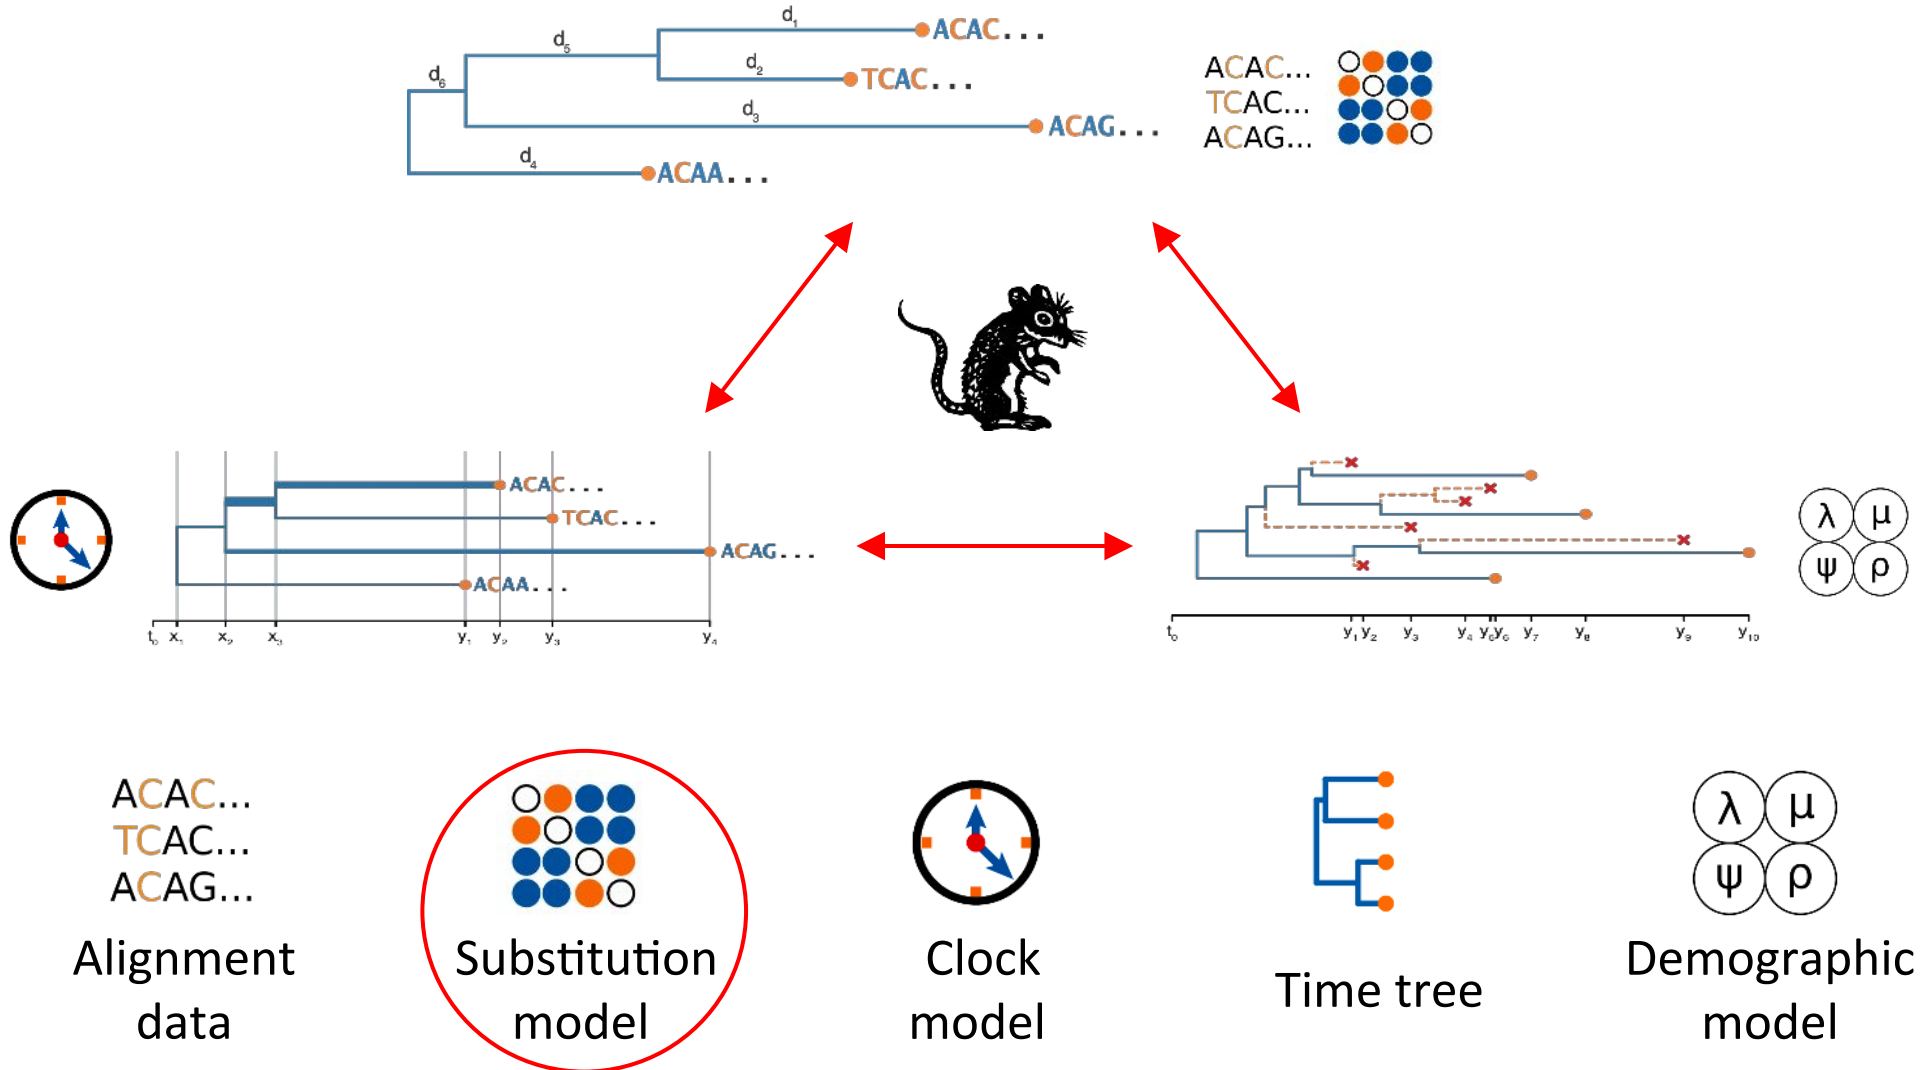 d1
ACAC...
d5
d2
TCAC...
d6
d3
ACAG...
d4
ACAA...
ACAC...
TCAC...
ACAG...
ACAC...
TCAC...
ACAG...
ACAA...
t0 x1 x2 x3 y1 y2 y3 y4
λ μ
ψ ρ
t0 y1 y2 y3 y4 y5 y6 y7 y8 y9 y10
ACAC...
TCAC...
ACAG...
Alignment
data
Substitution
model
Clock
model
Time tree
λ μ
ψ ρ
Demographic
model